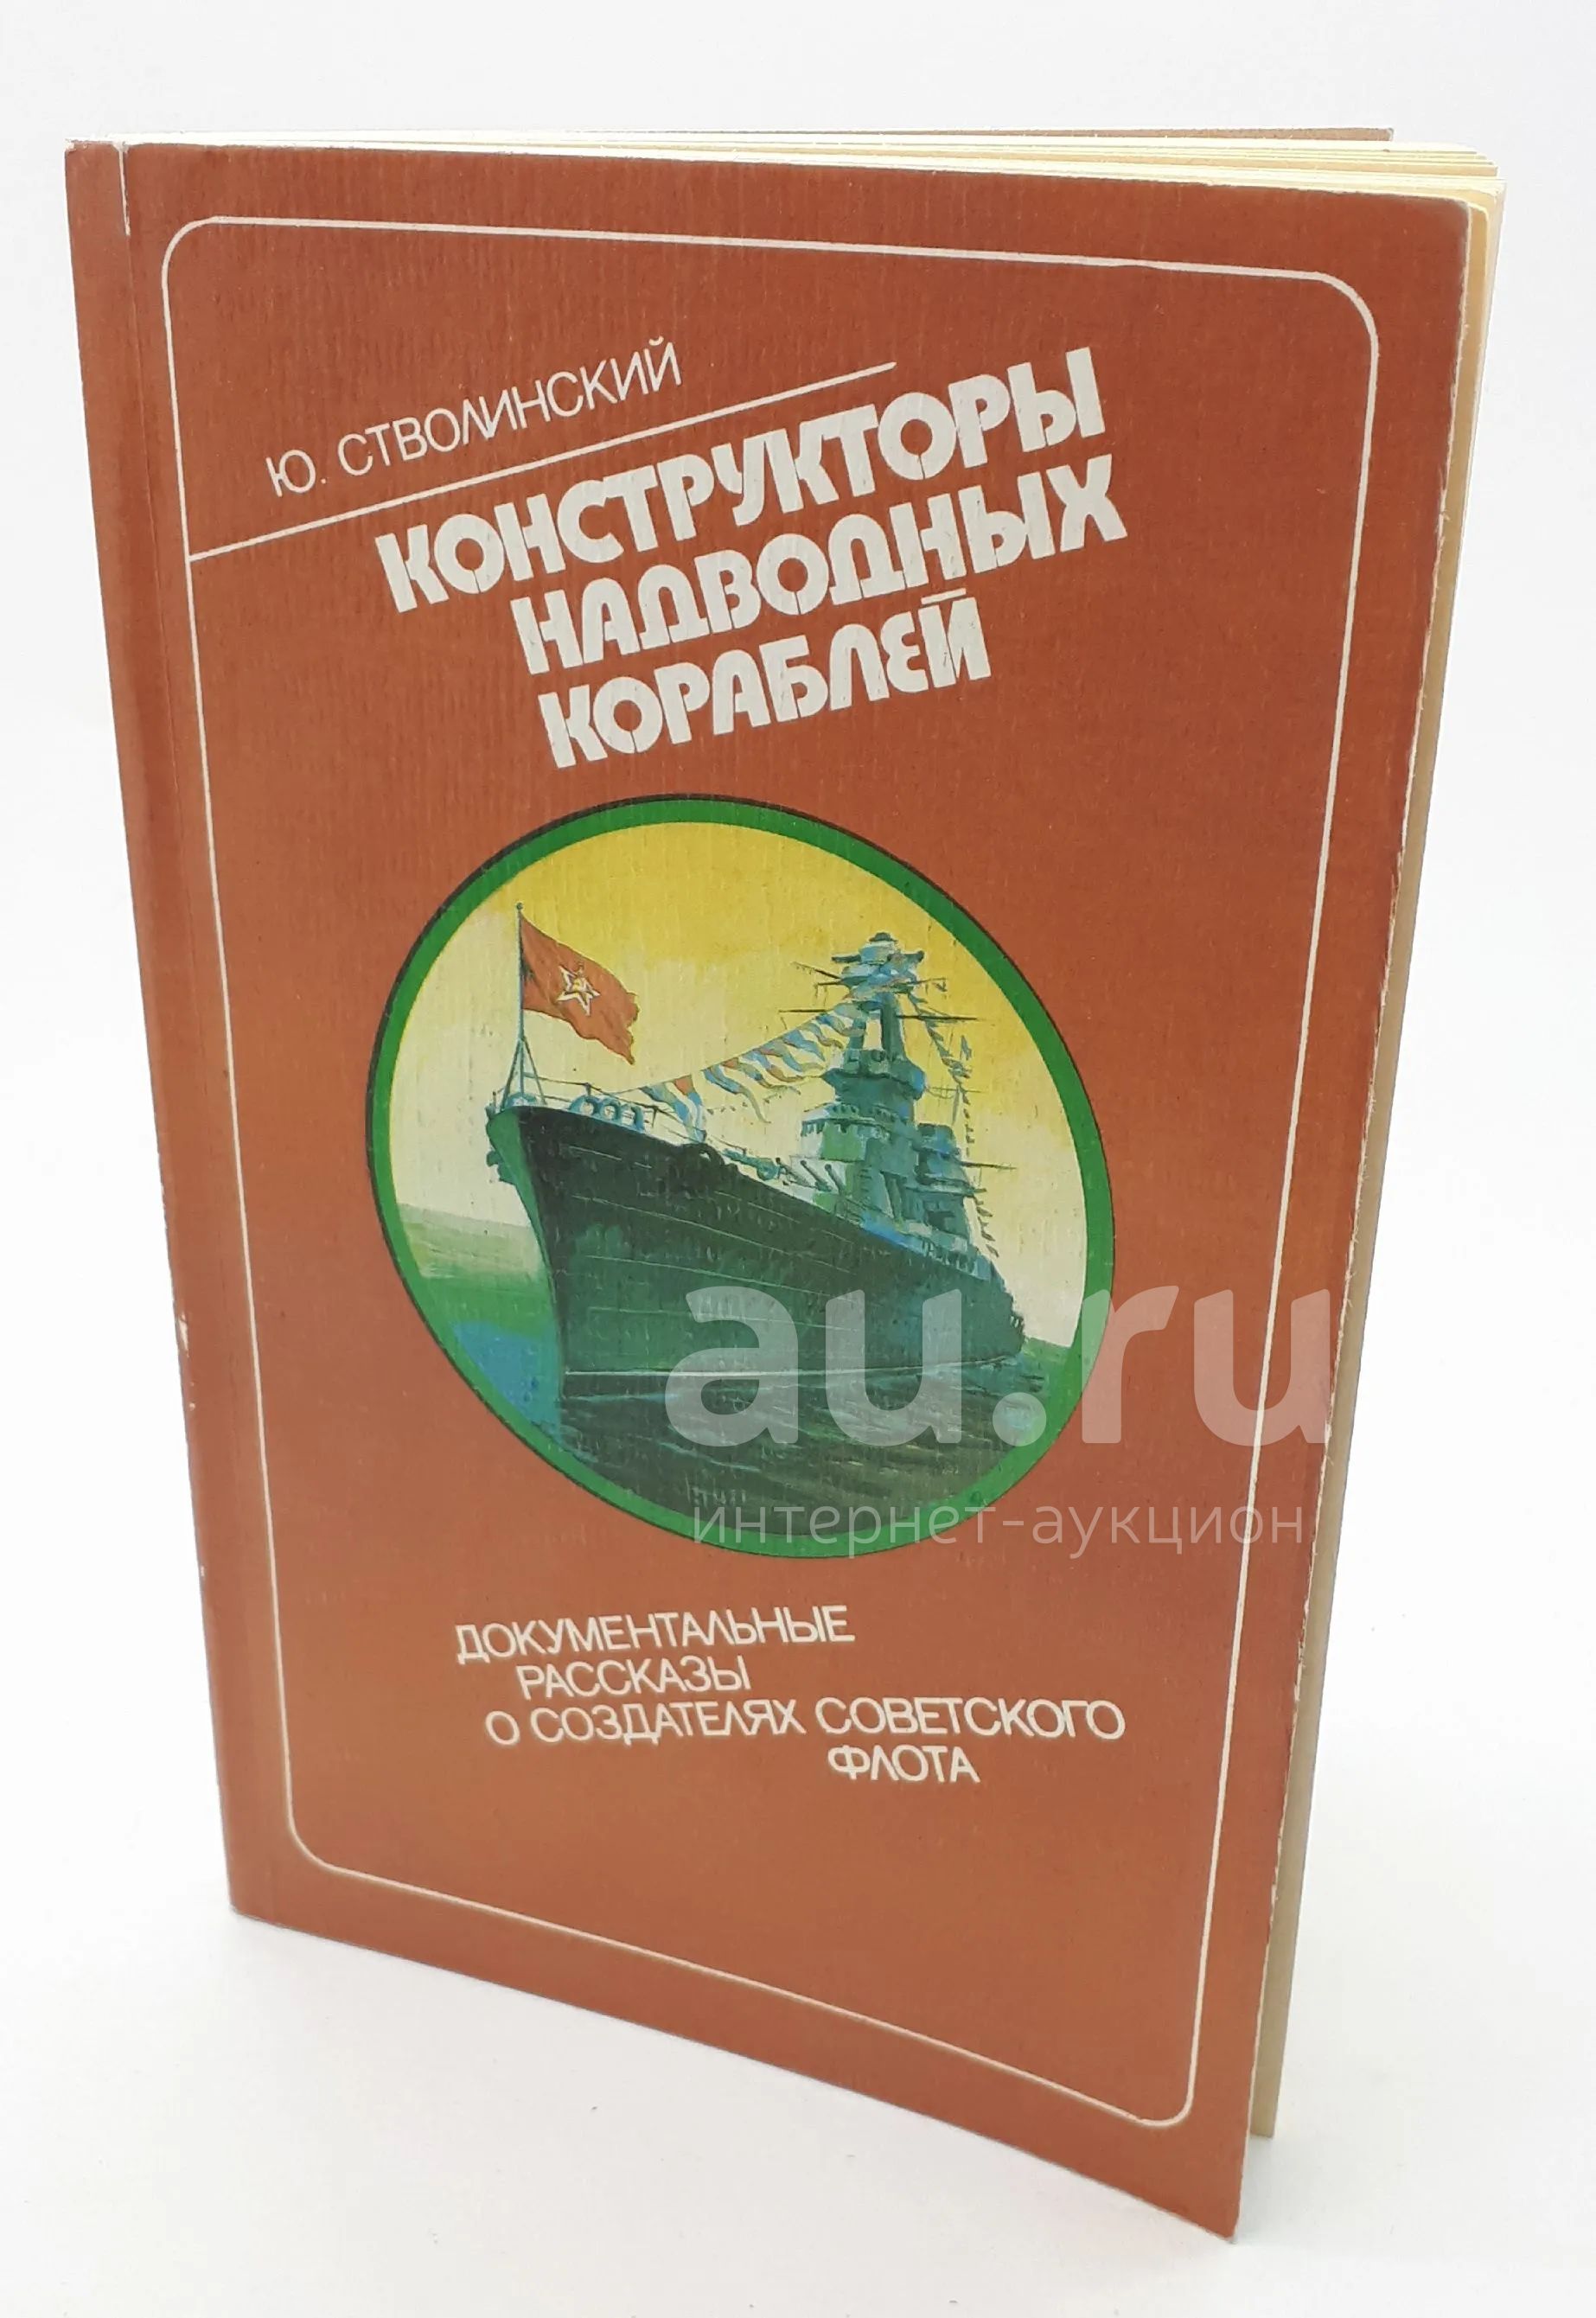 Ю. СТВОЛИНСКИЙ
КОНСТРУКТОРЫ
НАДВОДНЫХ
КОРАБЛЕЙ
au.ru
интернет-аукцион
ДОКУМЕНТАЛЬНЫЕ
РАССКАЗЫ
О СОЗДАТЕЛЯХ СОВЕТСКОГО
ФЛОТА